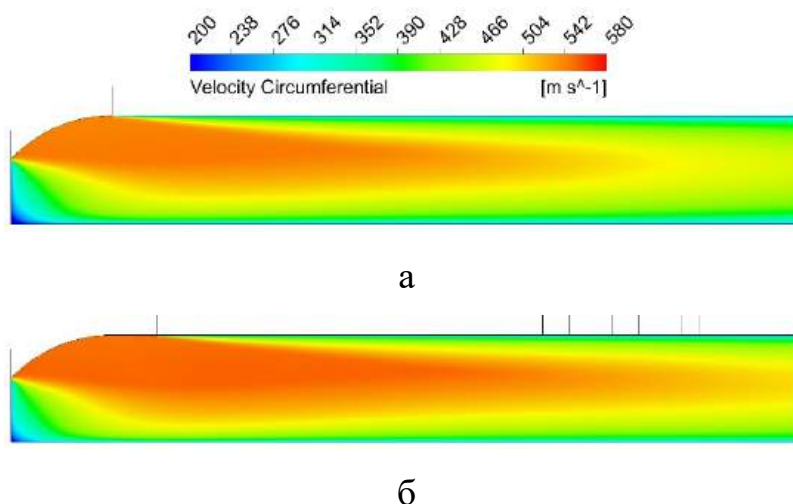 200 238 276 314 352 390 428 466 504 542 580
Velocity Circumferential [m s^-1]
а
б